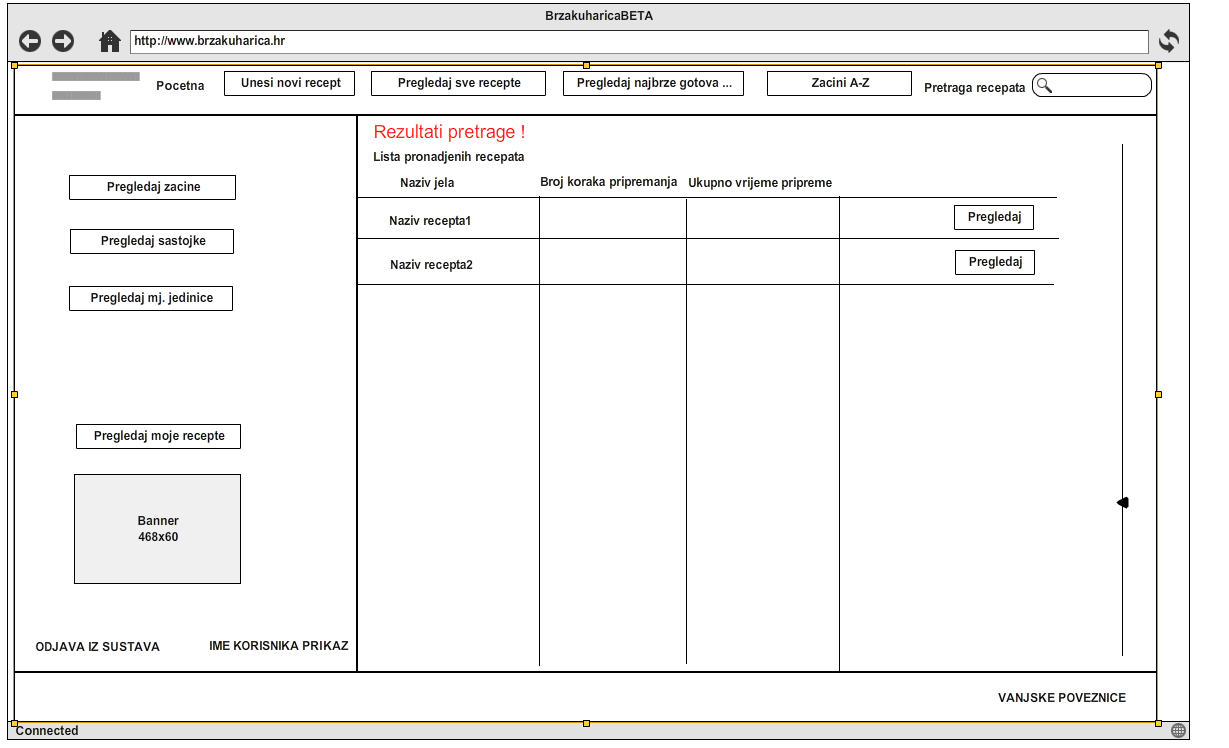 BrzakuharicaBETA
http://www.brzakuharica.hr
Pocetna
Unesi novi recept
Pregledaj sve recepte
Pregledaj najbrze gotova ...
Zacini A-Z
Pretraga recepata
Rezultati pretrage !
Lista pronadjenih recepata
Naziv jela
Broj koraka pripremanja
Ukupno vrijeme pripreme
Naziv recepta1
Pregledaj
Naziv recepta2
Pregledaj
Pregledaj zacine
Pregledaj sastojke
Pregledaj mj. jedinice
Pregledaj moje recepte
Banner
468x60
ODJAVA IZ SUSTAVA
IME KORISNIKA PRIKAZ
VANJSKE POVEZNICE
Connected